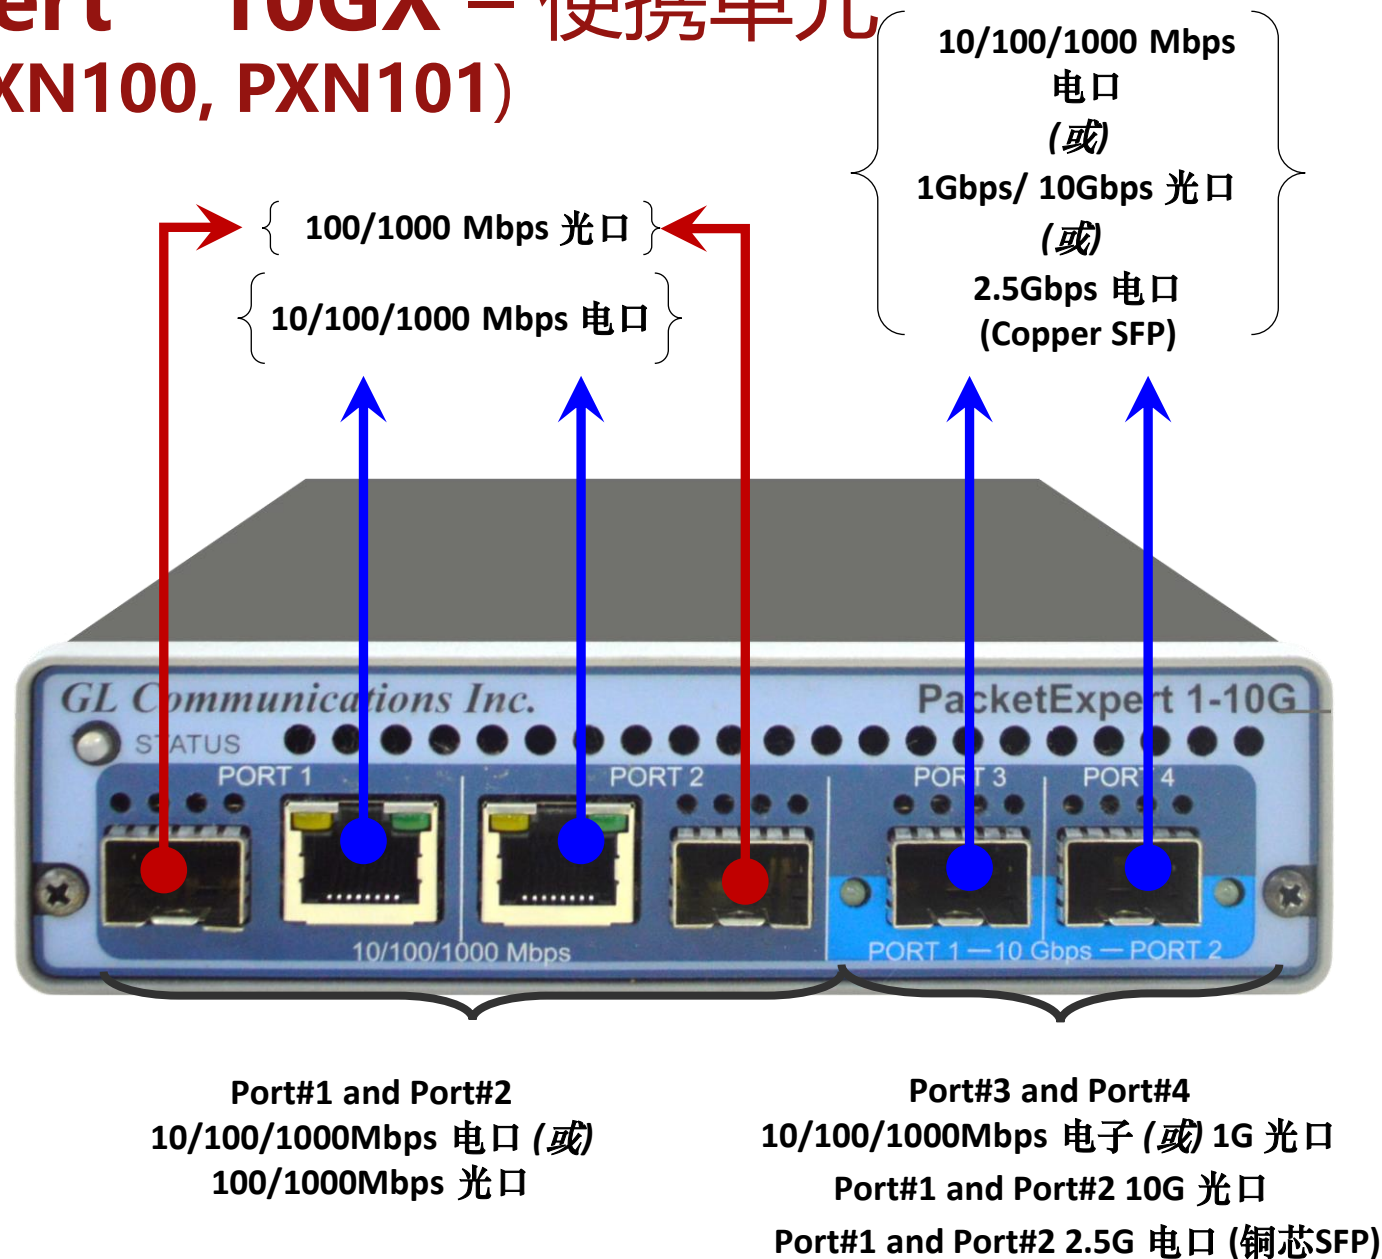 ert 10GX – 便携单元
XN100, PXN101)
10/100/1000 Mbps
电口
(或)
1Gbps/ 10Gbps 光口
(或)
2.5Gbps 电口
(Copper SFP)
100/1000 Mbps 光口
10/100/1000 Mbps 电口
GL Communications Inc.
PacketExpert 1-10G
STATUS
PORT 1
PORT 2
PORT 3
PORT 4
10/100/1000 Mbps
PORT 1 — 10 Gbps — PORT 2
Port#1 and Port#2
10/100/1000Mbps 电口 (或)
100/1000Mbps 光口
Port#3 and Port#4
10/100/1000Mbps 电子 (或) 1G 光口
Port#1 and Port#2 10G 光口
Port#1 and Port#2 2.5G 电口 (铜芯SFP)